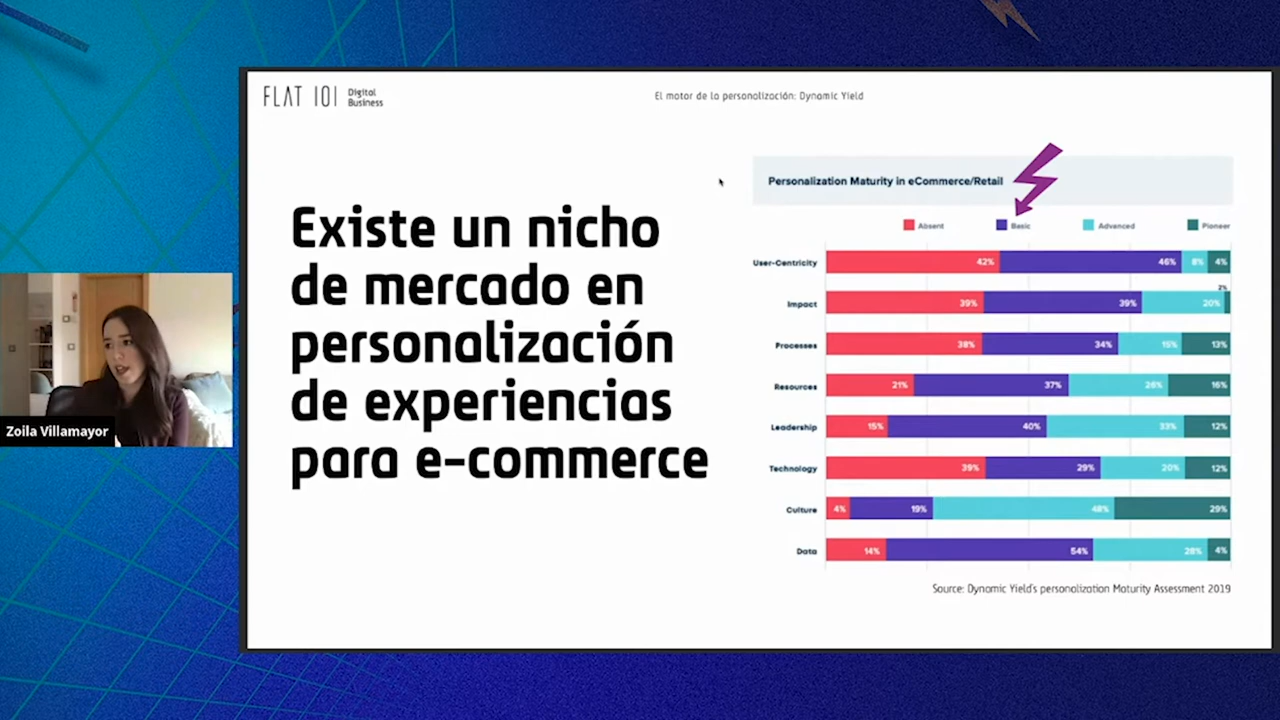 FLAT 101 Digital Business
El motor de la personalización: Dynamic Yield
Existe un nicho
de mercado en
personalización
de experiencias
para e-commerce
Personalization Maturity in eCommerce/Retail
Absent Basic Advanced Pioneer
User-Centricity 42% 46% 8% 4%
Impact 39% 39% 20% 2%
Processes 38% 34% 15% 13%
Resources 21% 37% 26% 16%
Leadership 15% 40% 33% 12%
Technology 39% 29% 20% 12%
Culture 4% 19% 48% 29%
Data 14% 54% 28% 4%
Source: Dynamic Yield's personalization Maturity Assessment 2019
Zoila Villamayor